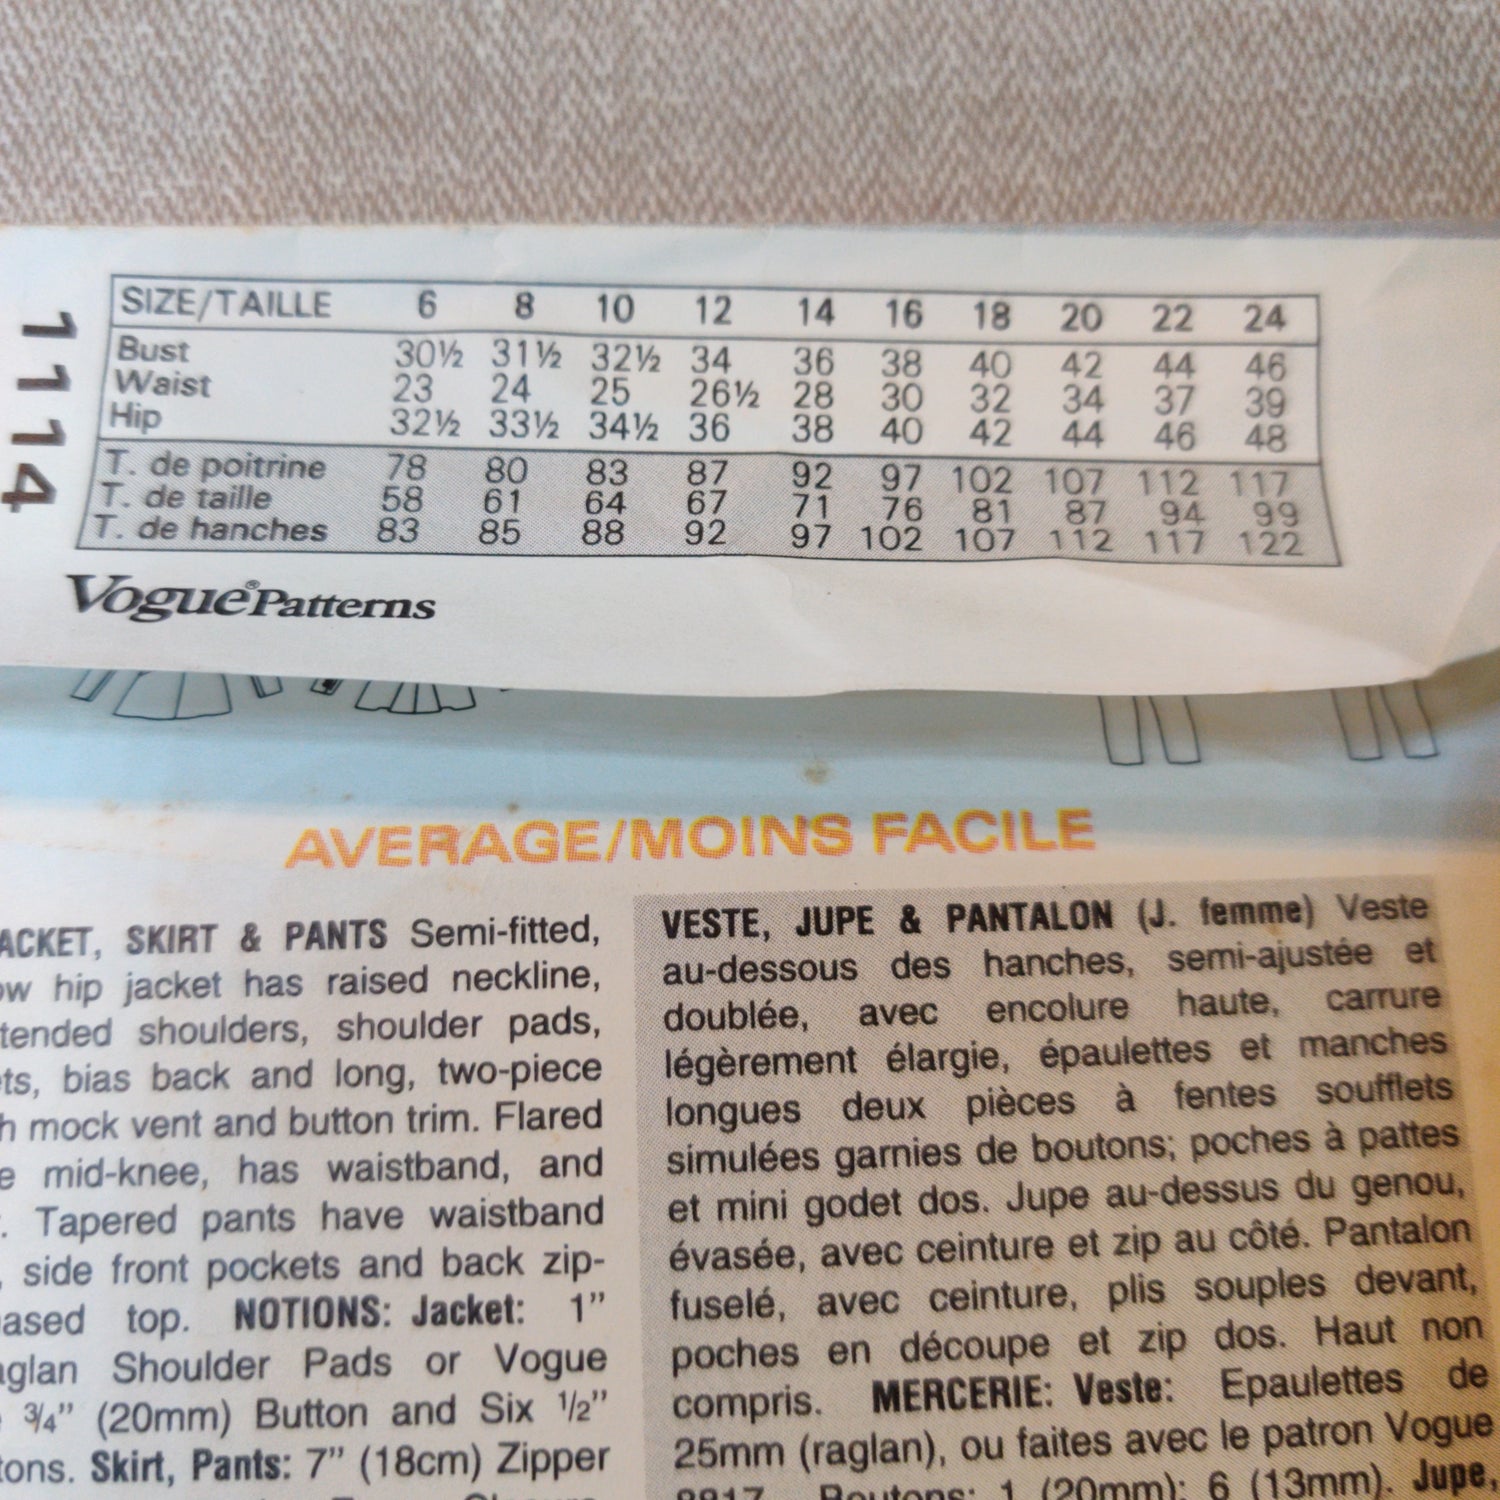 1114
SIZE/TAILLE 6 8 10 12 14 16 18 20 22 24
Bust 30½ 31½ 32½ 34 36 38 40 42 44 46
Waist 23 24 25 26½ 28 30 32 34 37 39
Hip 32½ 33½ 34½ 36 38 40 42 44 46 48
T. de poitrine 78 80 83 87 92 97 102 107 112 117
T. de taille 58 61 64 67 71 76 81 87 94 99
T. de hanches 83 85 88 92 97 102 107 112 117 122
Vogue® Patterns
AVERAGE/MOINS FACILE
ACKET, SKIRT & PANTS Semi-fitted,
ow hip jacket has raised neckline,
tended shoulders, shoulder pads,
ts, bias back and long, two-piece
h mock vent and button trim. Flared
e mid-knee, has waistband, and
. Tapered pants have waistband
, side front pockets and back zip-
ased top. NOTIONS: Jacket: 1"
aglan Shoulder Pads or Vogue
¾" (20mm) Button and Six ½"
tons. Skirt, Pants: 7" (18cm) Zipper
VESTE, JUPE & PANTALON (J. femme) Veste
au-dessous des hanches, semi-ajustée et
doublée, avec encolure haute, carrure
légèrement élargie, épaulettes et manches
longues deux pièces à fentes soufflets
simulées garnies de boutons; poches à pattes
et mini godet dos. Jupe au-dessus du genou,
évasée, avec ceinture et zip au côté. Pantalon
fuselé, avec ceinture, plis souples devant,
poches en découpe et zip dos. Haut non
compris. MERCERIE: Veste: Epaulettes de
25mm (raglan), ou faites avec le patron Vogue
8817. Boutons: 1 (20mm); 6 (13mm). Jupe,